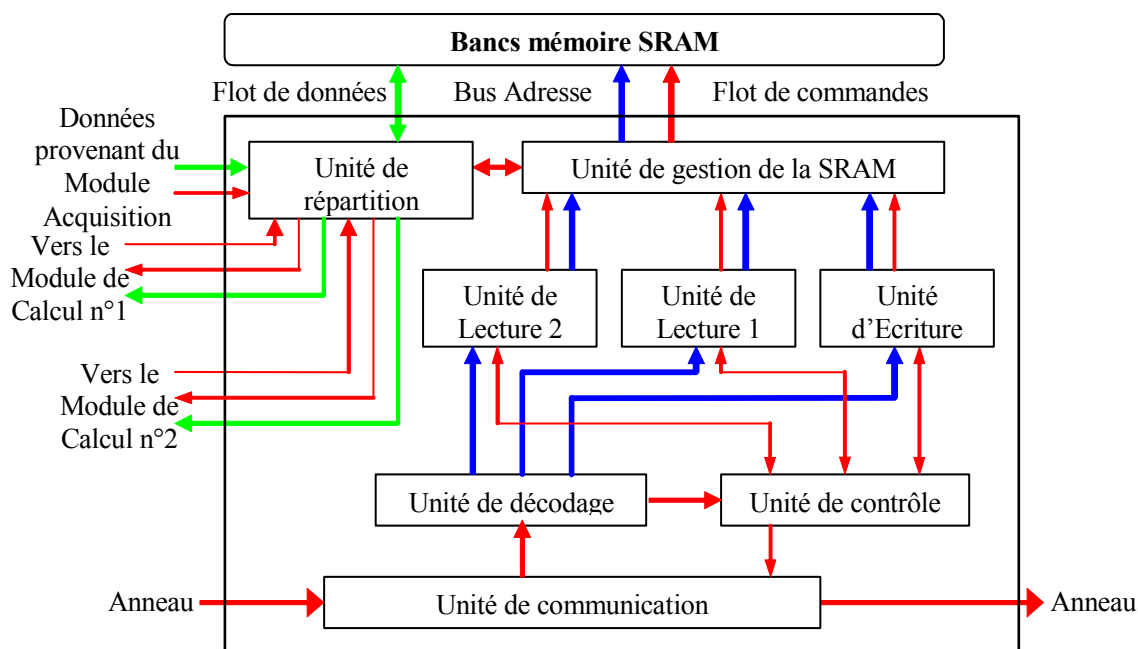 Bancs mémoire SRAM
Flot de données
Bus Adresse
Flot de commandes
Données
provenant du
Module
Acquisition
Vers le
Module de
Calcul n°1
Vers le
Module de
Calcul n°2
Unité de
répartition
Unité de gestion de la SRAM
Unité de
Lecture 2
Unité de
Lecture 1
Unité
d’Ecriture
Unité de décodage
Unité de contrôle
Anneau
Unité de communication
Anneau